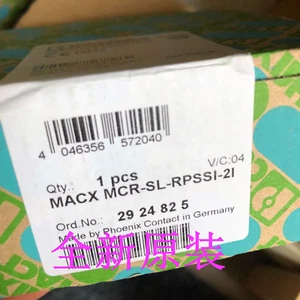 4 046356 572040
V/C:04
Qty.: 1 pcs
MACX MCR-SL-RPSSI-2I
Ord.No.: 29 24 82 5
Made by Phoenix Contact in Germany
全新原装